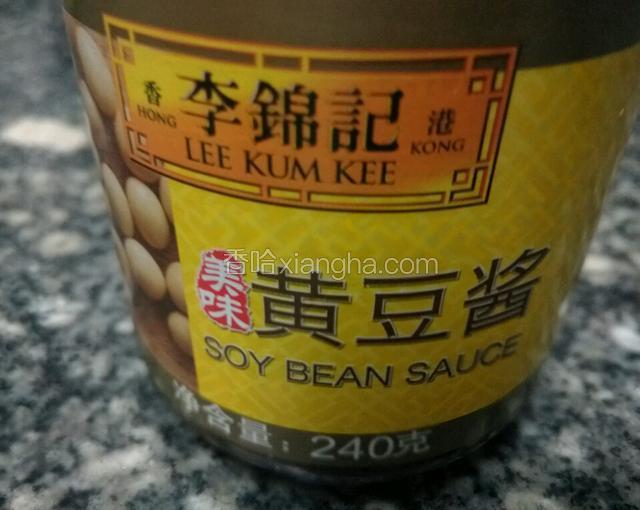 香 李錦記 港
HONG LEE KUM KEE KONG
香哈xiangha.com
美味 黄豆酱
SOY BEAN SAUCE
净含量：240克